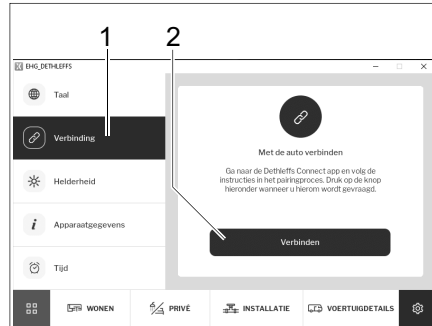 1 2
EHG_DETHLEFFS
Taal
Verbinding
Helderheid
Apparaatgegevens
Tijd
Met de auto verbinden
Ga naar de Dethleffs Connect app en volg de
instructies in het pairingproces. Druk op de knop
hieronder wanneer u hierom wordt gevraagd.
Verbinden
WONEN PRIVÉ INSTALLATIE VOERTUIGDETAILS